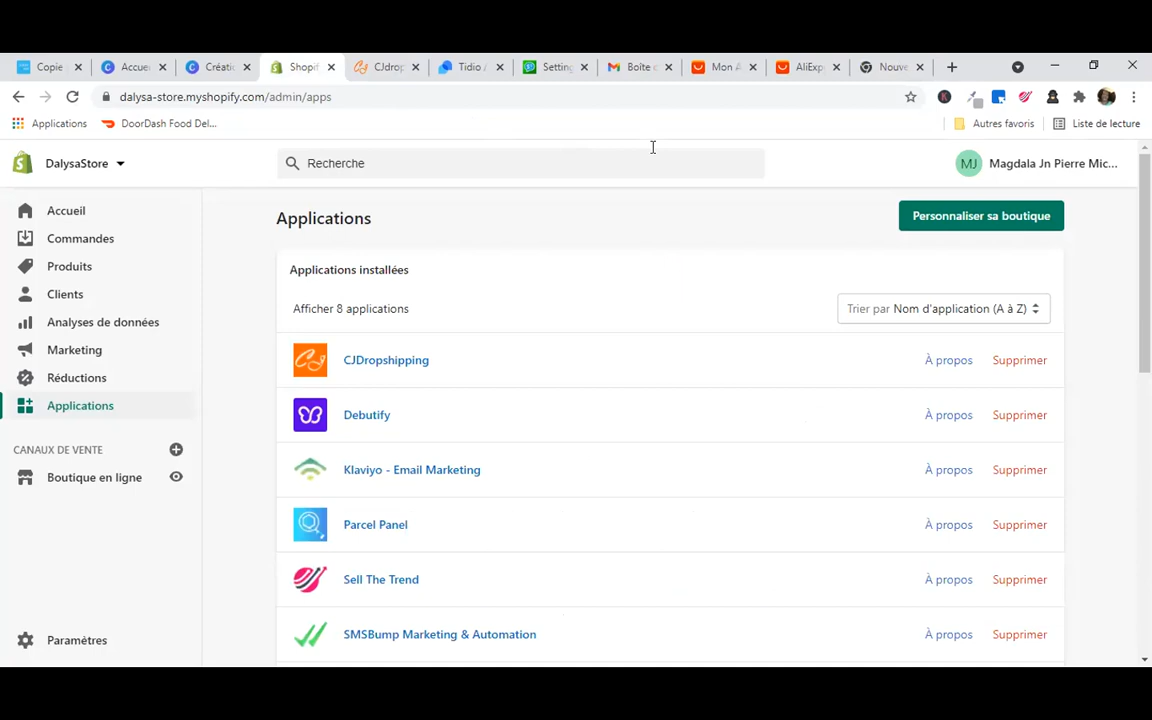 Copie
Accue
Créatic
Shopif
CJdrop
Tidio /
Setting
Boîte d
Mon A
AliExp
Nouve
dalysa-store.myshopify.com/admin/apps
Applications
DoorDash Food Del...
Autres favoris
Liste de lecture
DalysaStore
Recherche
MJ
Magdala Jn Pierre Mic...
Accueil
Commandes
Produits
Clients
Analyses de données
Marketing
Réductions
Applications
CANAUX DE VENTE
Boutique en ligne
Paramètres
Applications
Personnaliser sa boutique
Applications installées
Afficher 8 applications
Trier par Nom d'application (A à Z)
CJDropshipping À propos Supprimer
Debutify À propos Supprimer
Klaviyo - Email Marketing À propos Supprimer
Parcel Panel À propos Supprimer
Sell The Trend À propos Supprimer
SMSBump Marketing & Automation À propos Supprimer